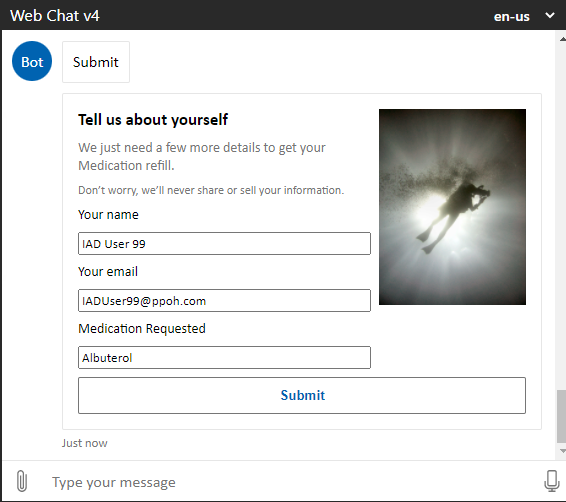 Web Chat v4
en-us
Bot
Submit
Tell us about yourself
We just need a few more details to get your
Medication refill.
Don’t worry, we’ll never share or sell your information.
Your name
IAD User 99
Your email
IADUser99@ppoh.com
Medication Requested
Albuterol
Submit
Just now
Type your message